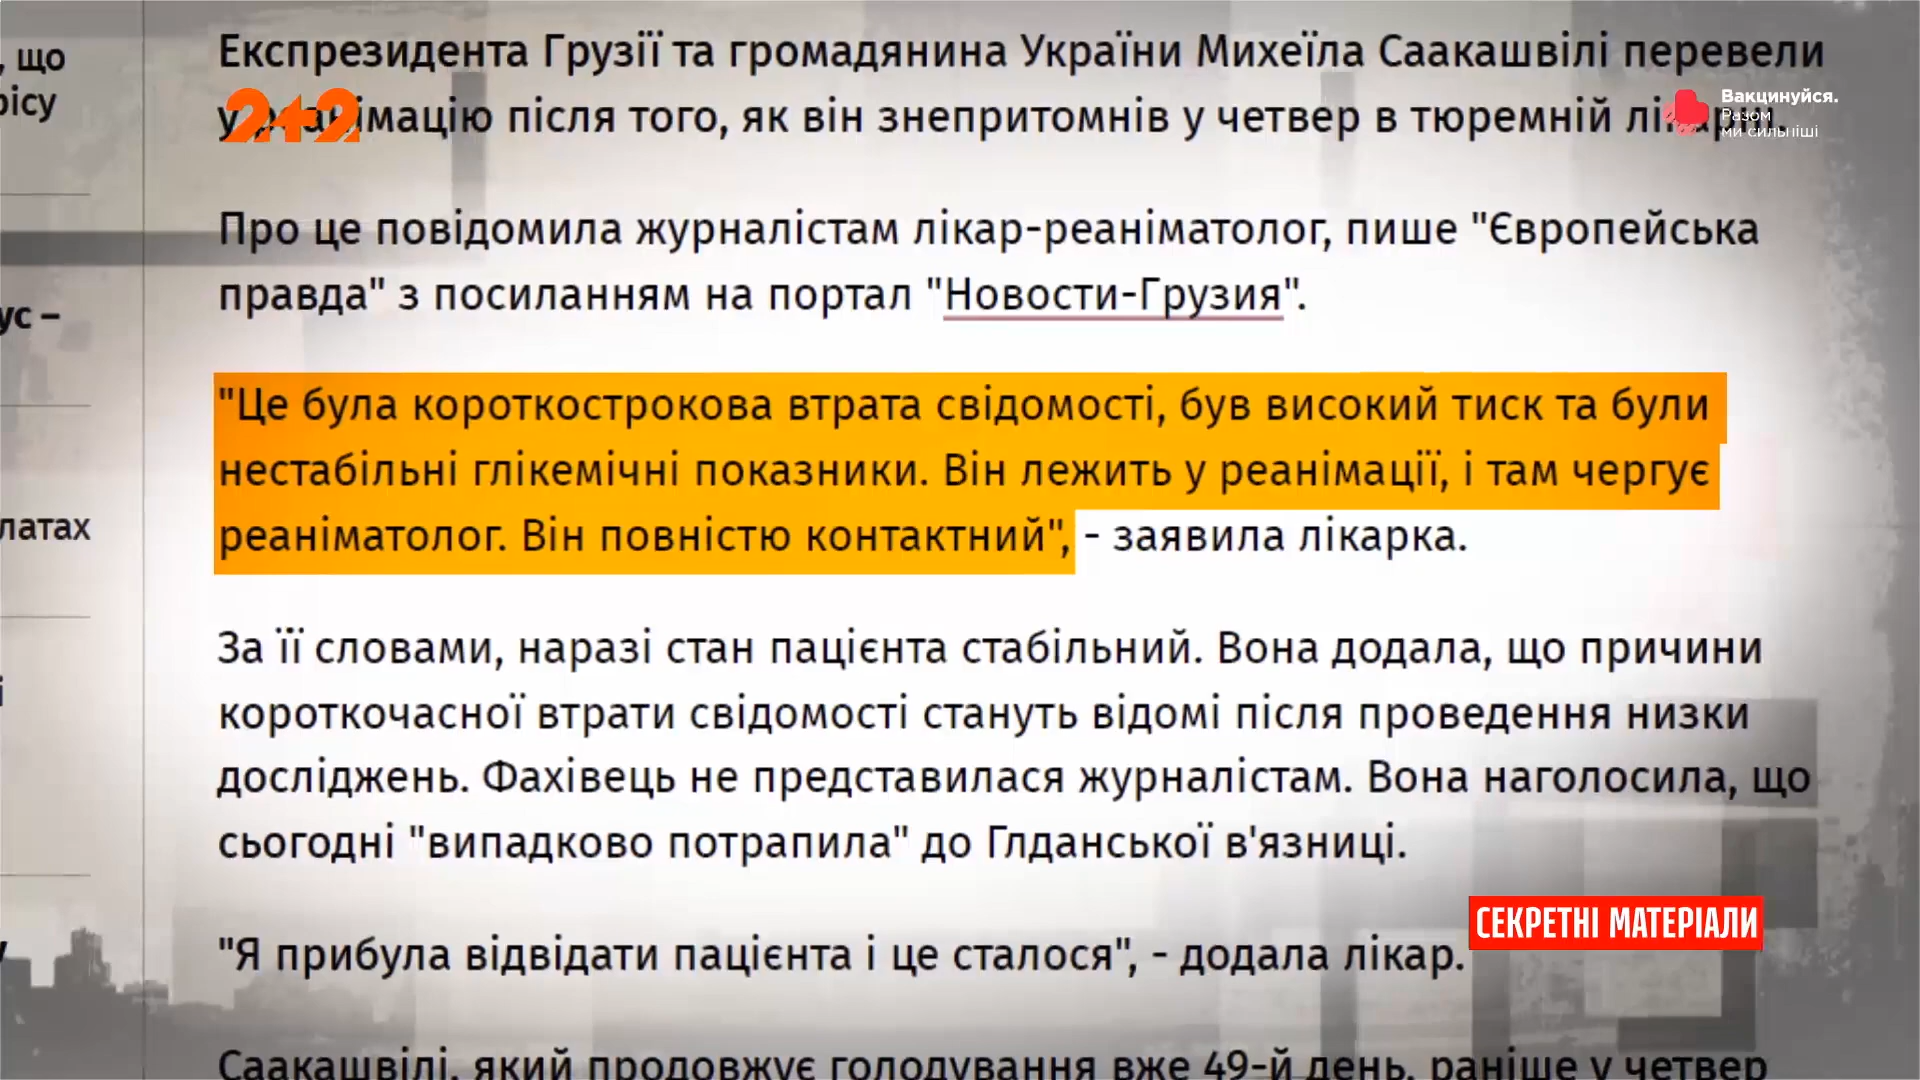 , що
рісу
ус –
латах
і
у
Експрезидента Грузії та громадянина України Михеїла Саакашвілі перевели
у реанімацію після того, як він знепритомнів у четвер в тюремній лікарні.
2+2
Вакцинуйся.
Разом
ми сильніші
Про це повідомила журналістам лікар-реаніматолог, пише "Європейська
правда" з посиланням на портал "Новости-Грузия".
"Це була короткострокова втрата свідомості, був високий тиск та були
нестабільні глікемічні показники. Він лежить у реанімації, і там чергує
реаніматолог. Він повністю контактний", - заявила лікарка.
За її словами, наразі стан пацієнта стабільний. Вона додала, що причини
короткочасної втрати свідомості стануть відомі після проведення низки
досліджень. Фахівець не представилася журналістам. Вона наголосила, що
сьогодні "випадково потрапила" до Глданської в'язниці.
СЕКРЕТНІ МАТЕРІАЛИ
"Я прибула відвідати пацієнта і це сталося", - додала лікар.
Саакашвілі, який продовжує голодування вже 49-й день, раніше у четвер